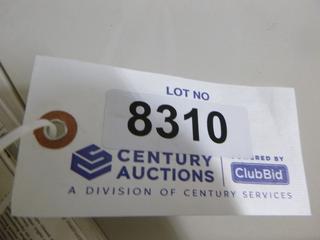 LOT NO
8310
CENTURY
AUCTIONS
ClubBid
A DIVISION OF CENTURY SERVICES